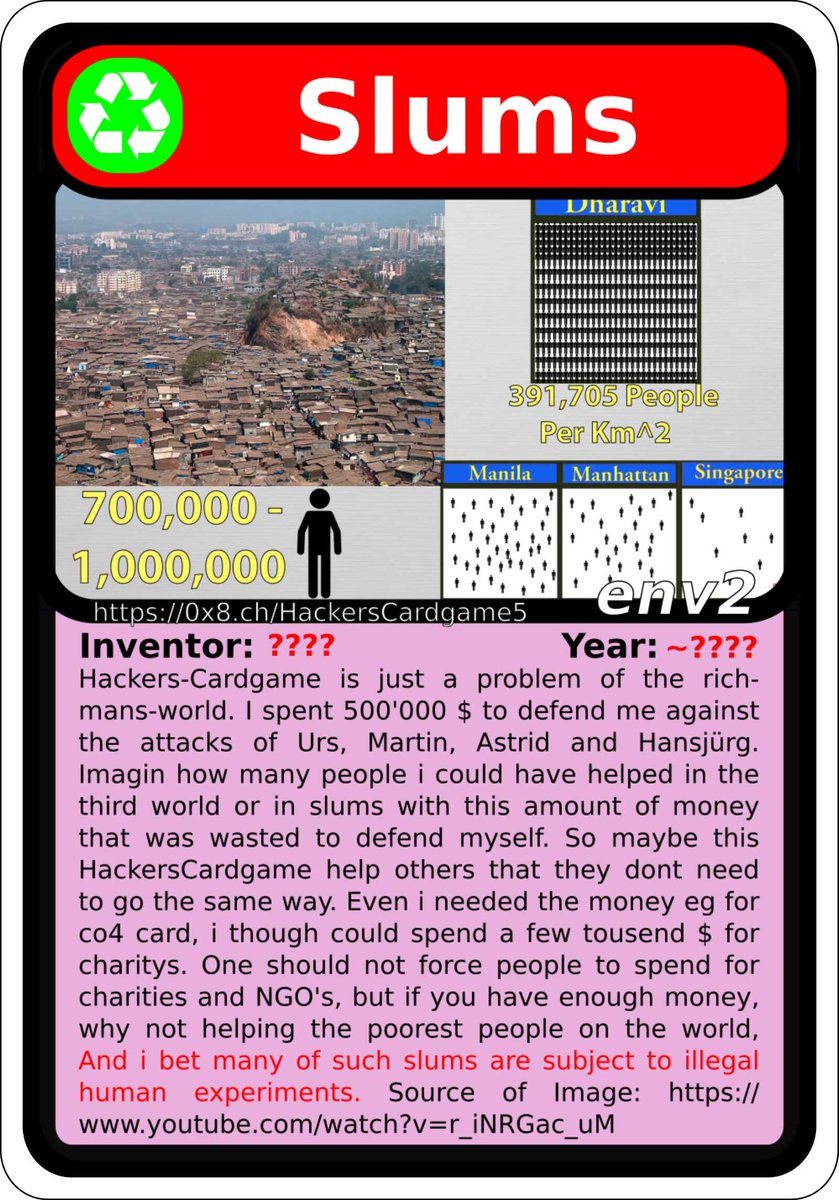 Slums
Dharavi
391,705 People
Per Km^2
Manila
Manhattan
Singapore
700,000 -
1,000,000
env2
https://0x8.ch/HackersCardgame5
Inventor: ???? Year: ~????
Hackers-Cardgame is just a problem of the rich-
mans-world. I spent 500'000 $ to defend me against
the attacks of Urs, Martin, Astrid and Hansjürg.
Imagin how many people i could have helped in the
third world or in slums with this amount of money
that was wasted to defend myself. So maybe this
HackersCardgame help others that they dont need
to go the same way. Even i needed the money eg for
co4 card, i though could spend a few tousend $ for
charitys. One should not force people to spend for
charities and NGO's, but if you have enough money,
why not helping the poorest people on the world,
And i bet many of such slums are subject to illegal
human experiments. Source of Image: https://
www.youtube.com/watch?v=r_iNRGac_uM